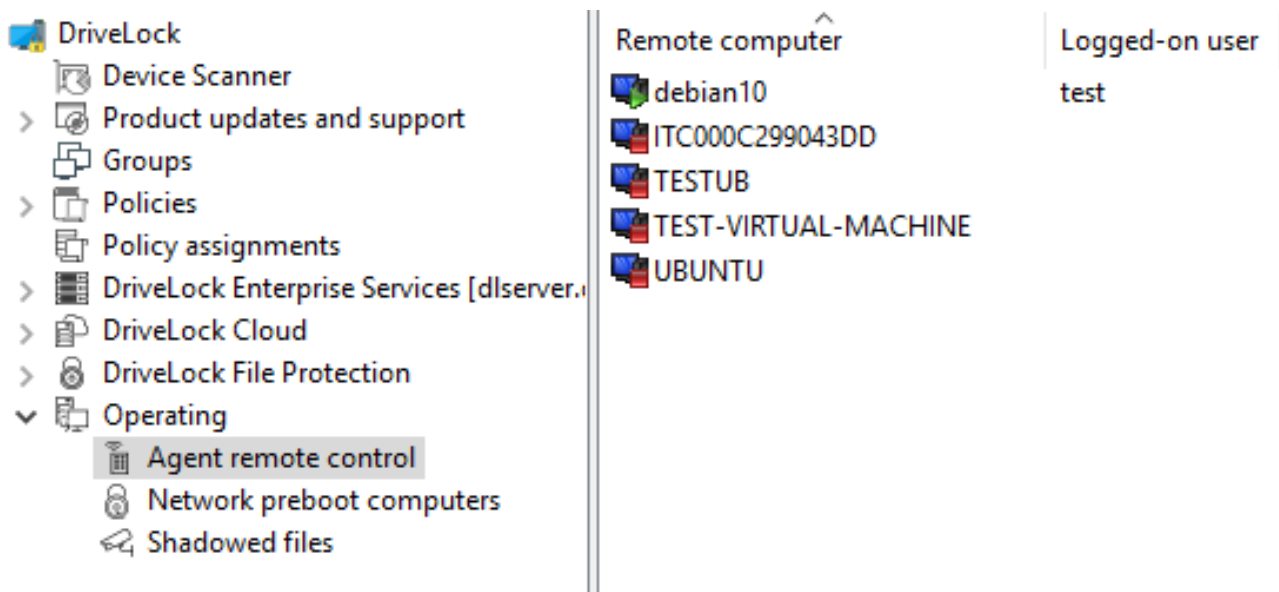 DriveLock
Device Scanner
Product updates and support
Groups
Policies
Policy assignments
DriveLock Enterprise Services [dlserver.
DriveLock Cloud
DriveLock File Protection
Operating
Agent remote control
Network preboot computers
Shadowed files
Remote computer Logged-on user
debian10 test
ITC000C299043DD
TESTUB
TEST-VIRTUAL-MACHINE
UBUNTU